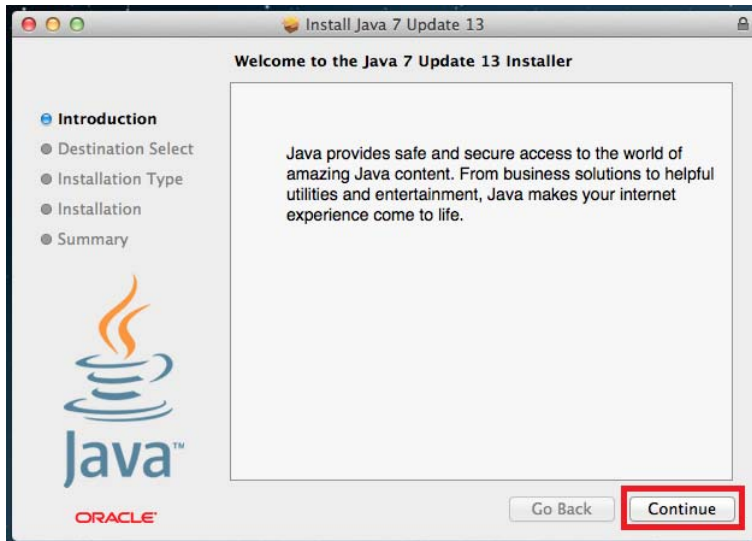 Install Java 7 Update 13
Welcome to the Java 7 Update 13 Installer
Introduction
Destination Select
Installation Type
Installation
Summary
Java provides safe and secure access to the world of
amazing Java content. From business solutions to helpful
utilities and entertainment, Java makes your internet
experience come to life.
Java™
ORACLE®
Go Back
Continue